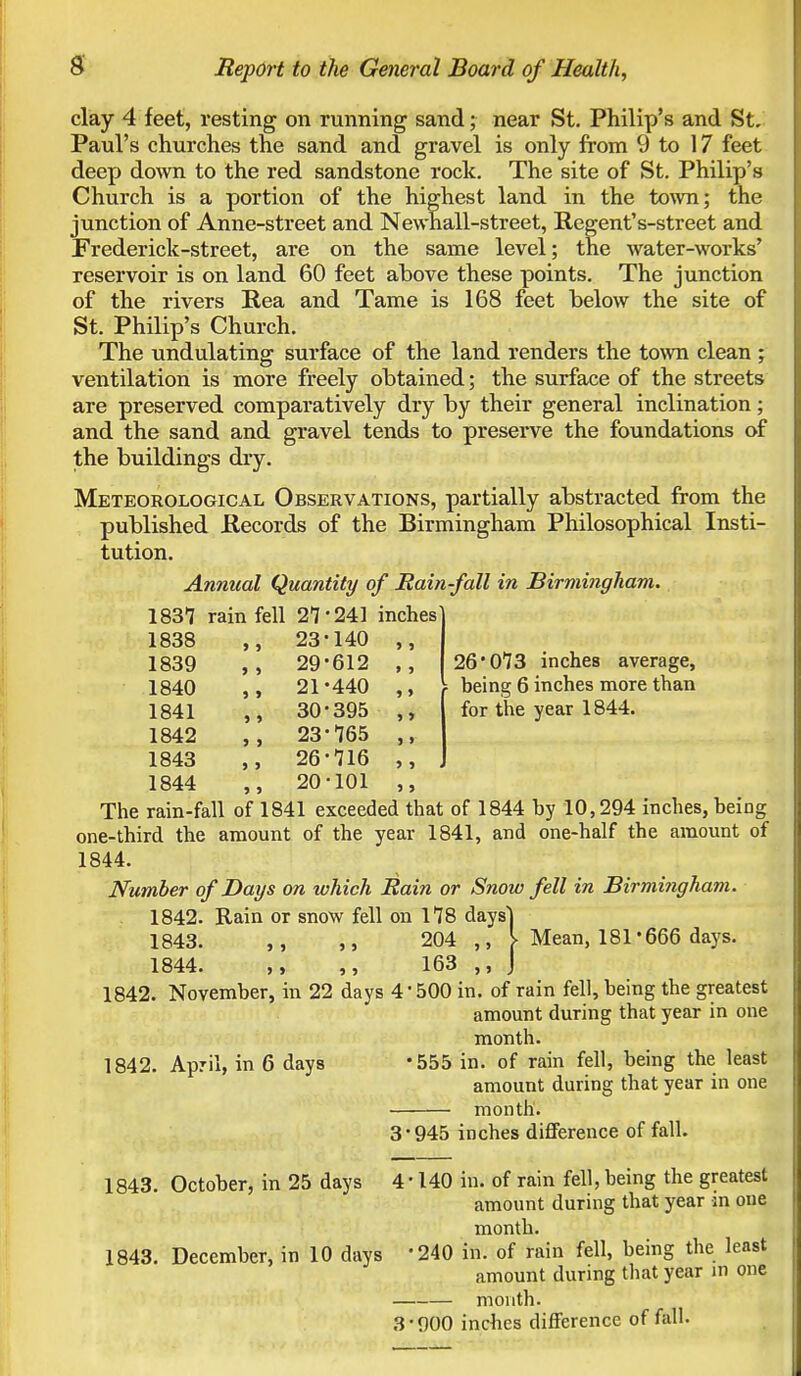 8 Report to the General Board of Health,
clay 4 feet, resting on running sand; near St. Philip's and St.
Paul's churches the sand and gravel is only from 9 to 17 feet
deep down to the red sandstone rock. The site of St. Philip's
Church is a portion of the highest land in the town; the
junction of Anne-street and Newhall-street, Regent's-street and
Frederick-street, are on the same level; the water-works'
reservoir is on land 60 feet above these points. The junction
of the rivers Rea and Tame is 168 feet below the site of
St. Philip's Church.
The undulating surface of the land renders the town clean;
ventilation is more freely obtained; the surface of the streets
are preserved comparatively dry by their general inclination;
and the sand and gravel tends to preserve the foundations of
the buildings dry.
Meteorological Observations, partially abstracted from the
published Records of the Birmingham Philosophical Insti-
tution.
Annual Quantity of Rain-fall in Birmingham.
1837 rain fell 27·241 inches
1838 ,, 23·140 ,,
1839 ,, 29·612 ,, 26·073 inches average,
1840 ,, 21·440 ,, being 6 inches more than
1841 ,, 30·395 ,, for the year 1844.
1842 ,, 23·765 ,,
1843 ,, 26·716 ,,
1844 ,, 20·101 ,,
The rain-fall of 1841 exceeded that of 1844 by 10,294 inches, being
one-third the amount of the year 1841, and one-half the amount of
1844.
Number of Days on which Rain or Snow fell in Birmingham.
1842. Rain or snow fell on 178 days
1843. ,, ,, 204 ,, Mean, 181·666 days.
1844. ,, ,, 163 ,,
1842. November, in 22 days 4·500 in. of rain fell, being the greatest
amount during that year in one
month.
1842. April, in 6 days ·555 in. of rain fell, being the least
amount during that year in one
month.
3·945 inches difference of fall.
1843. October, in 25 days 4·140 in. of rain fell, being the greatest
amount during that year in one
month.
1843. December, in 10 days ·240 in. of rain fell, being the least
amount during that year in one
month.
3·900 inches difference of fall.